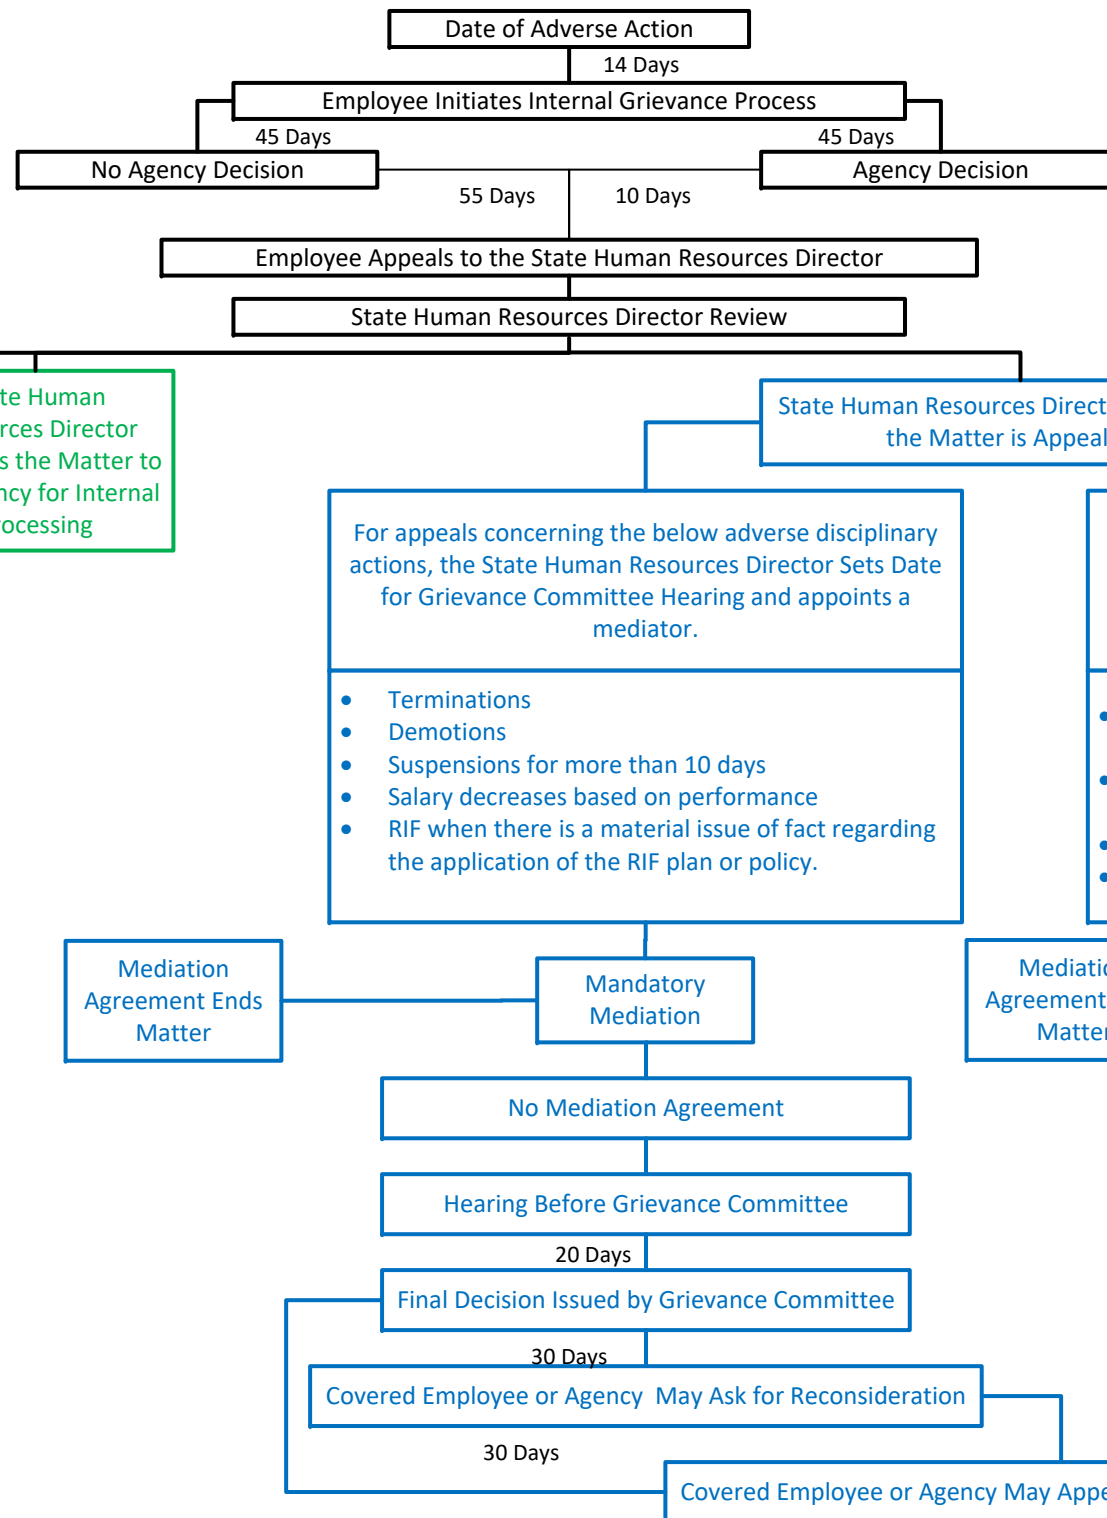 Date of Adverse Action
14 Days
Employee Initiates Internal Grievance Process
45 Days
45 Days
No Agency Decision
Agency Decision
55 Days
10 Days
Employee Appeals to the State Human Resources Director
State Human Resources Director Review
te Human
rces Director
s the Matter to
ncy for Internal
rocessing
State Human Resources Direct
the Matter is Appeal
For appeals concerning the below adverse disciplinary
actions, the State Human Resources Director Sets Date
for Grievance Committee Hearing and appoints a
mediator.
• Terminations
• Demotions
• Suspensions for more than 10 days
• Salary decreases based on performance
• RIF when there is a material issue of fact regarding
the application of the RIF plan or policy.
Mediation
Agreement Ends
Matter
Mandatory
Mediation
Mediatio
Agreement
Matter
No Mediation Agreement
Hearing Before Grievance Committee
20 Days
Final Decision Issued by Grievance Committee
30 Days
Covered Employee or Agency May Ask for Reconsideration
30 Days
Covered Employee or Agency May Appe